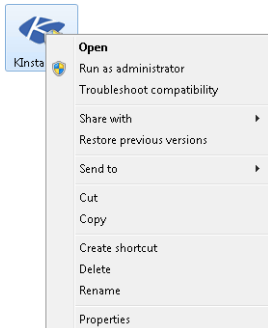 KInsta
Open
Run as administrator
Troubleshoot compatibility
Share with
Restore previous versions
Send to
Cut
Copy
Create shortcut
Delete
Rename
Properties